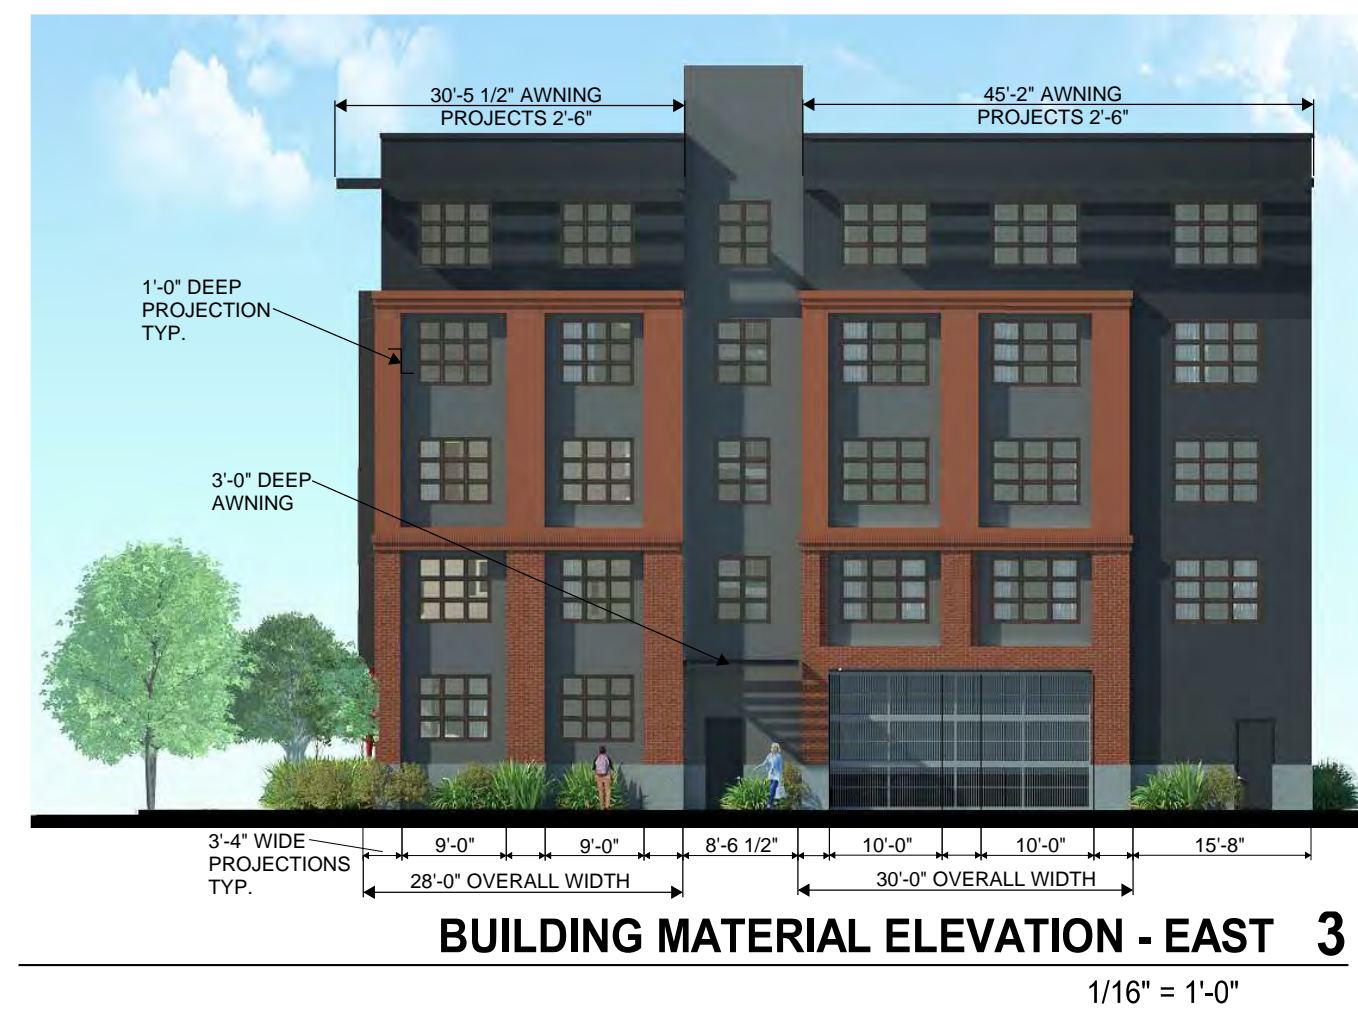 30'-5 1/2" AWNING
PROJECTS 2'-6"
45'-2" AWNING
PROJECTS 2'-6"
1'-0" DEEP
PROJECTION
TYP.
3'-0" DEEP
AWNING
3'-4" WIDE
PROJECTIONS
TYP.
9'-0"
9'-0"
8'-6 1/2"
10'-0"
10'-0"
15'-8"
28'-0" OVERALL WIDTH
30'-0" OVERALL WIDTH
BUILDING MATERIAL ELEVATION - EAST 3
1/16" = 1'-0"